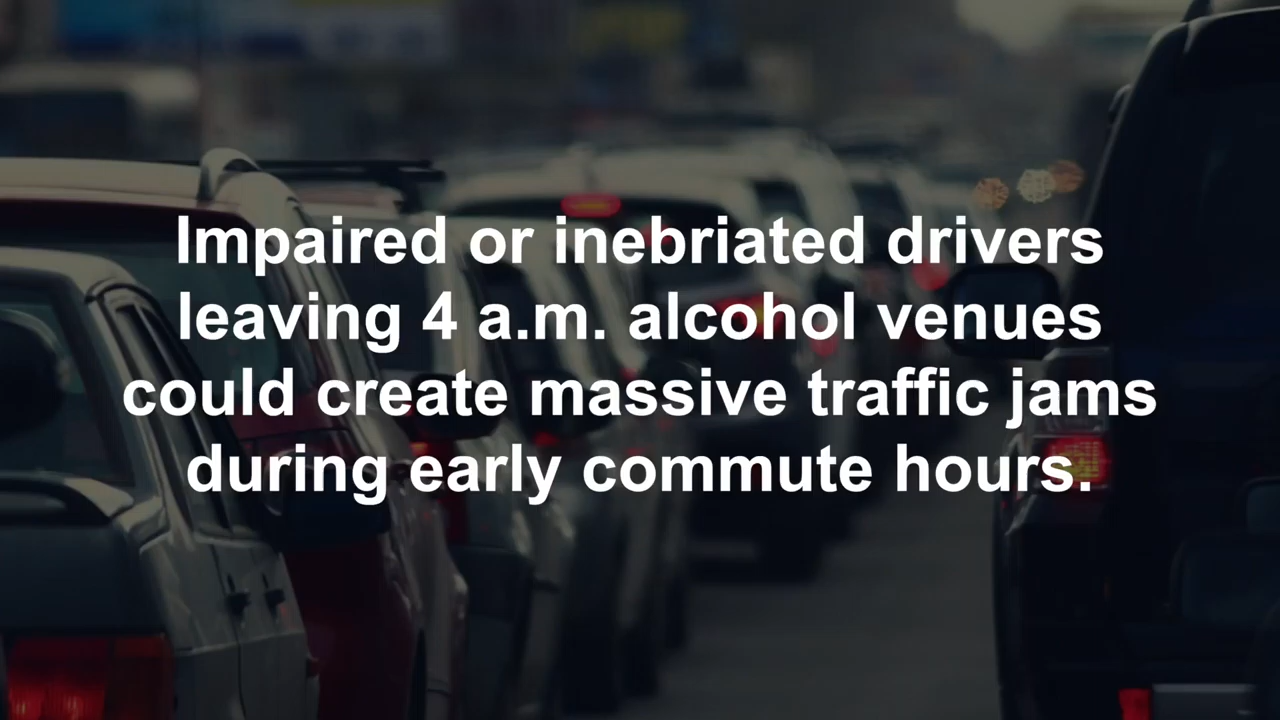 Impaired or inebriated drivers
leaving 4 a.m. alcohol venues
could create massive traffic jams
during early commute hours.